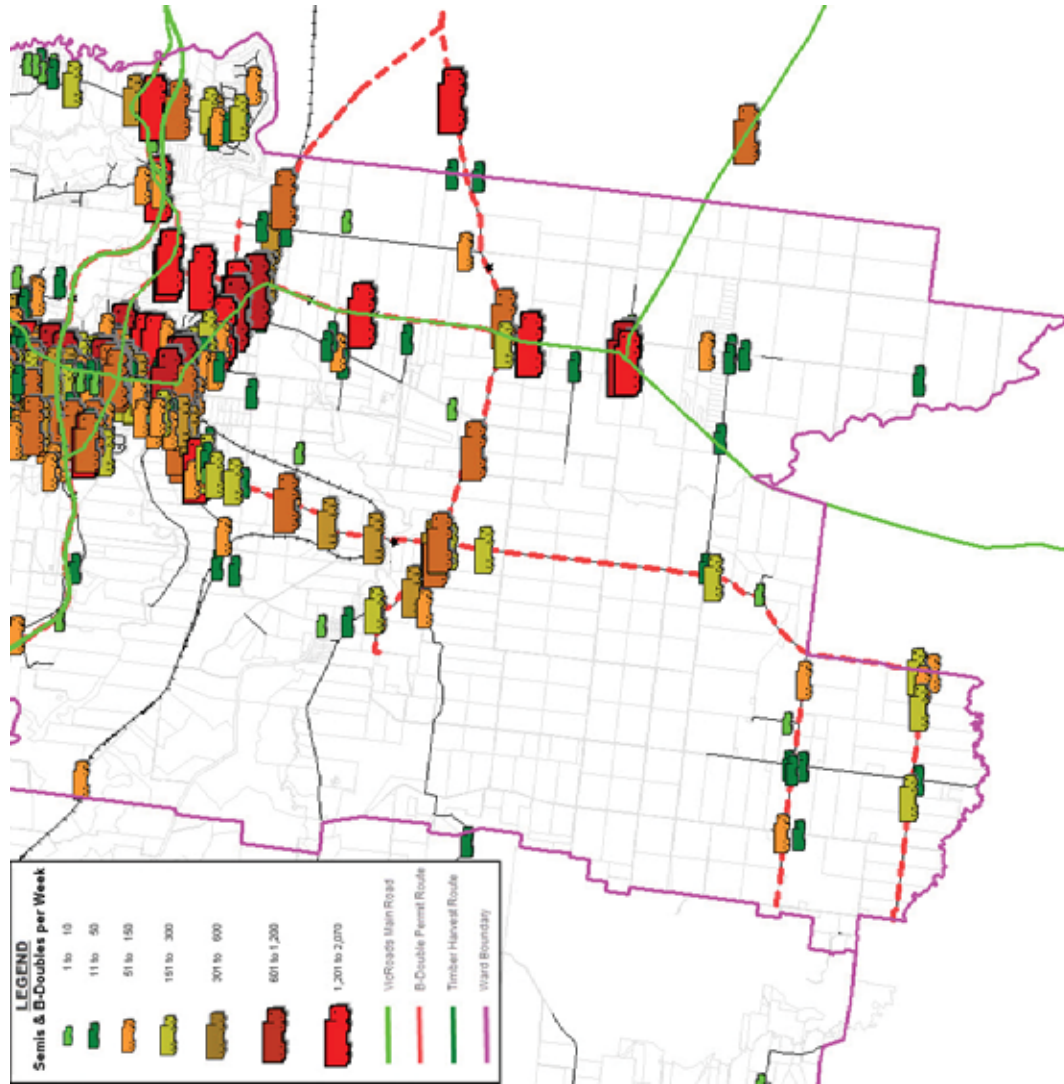 LEGEND
Semis & B-Doubles per Week
1 to 10
11 to 50
51 to 150
151 to 300
301 to 600
601 to 1,200
1,201 to 2,070
VicRoads Main Road
B-Double Permit Route
Timber Harvest Route
Ward Boundary